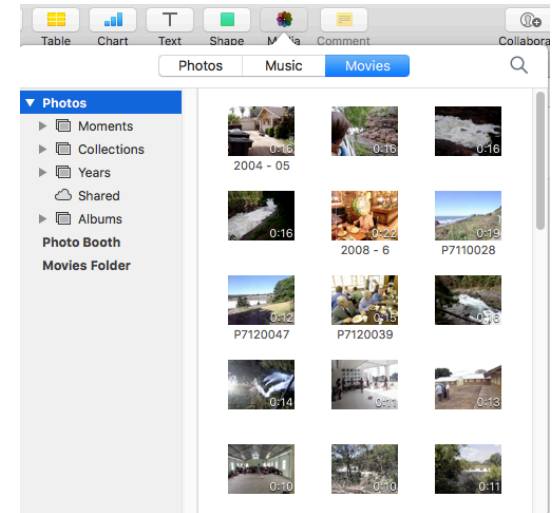 Table Chart Text Shape Media Comment Collabora
Photos Music Movies
Photos
Moments
Collections
Years
Shared
Albums
Photo Booth
Movies Folder
0:16 0:16 0:16
2004 - 05
0:16 0:22 0:19
2008 - 6 P7110028
0:12 0:15 0:16
P7120047 P7120039
0:14 0:11 0:13
0:10 0:10 0:11